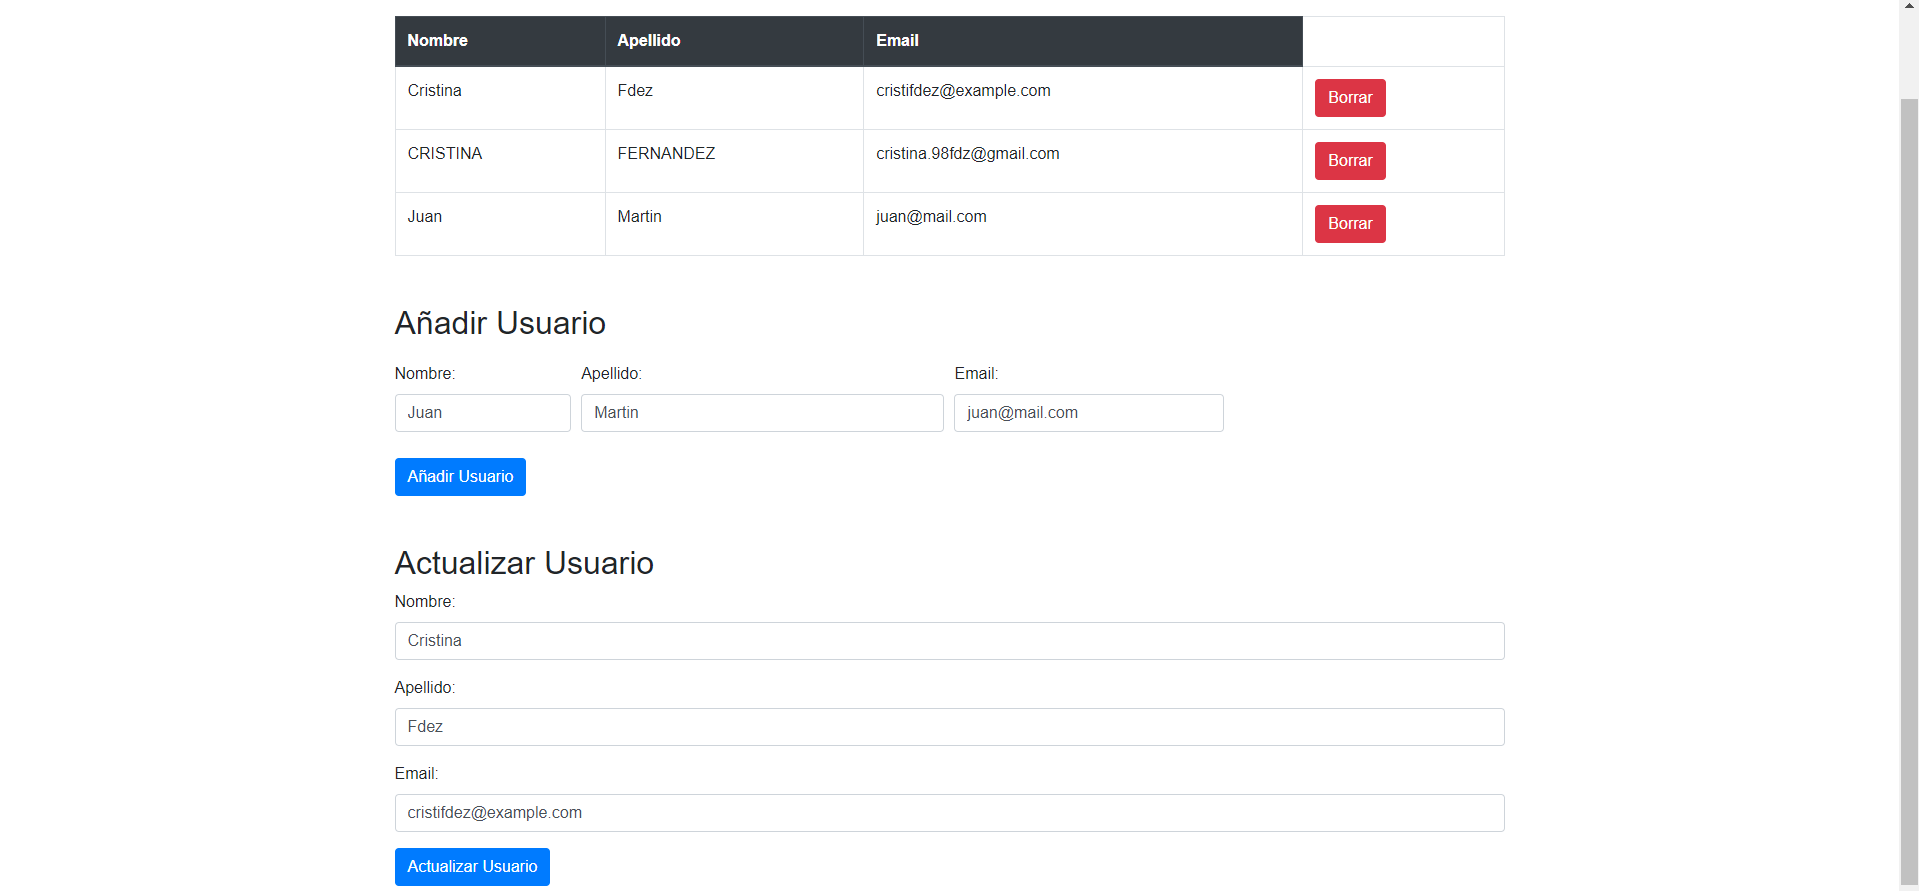 Nombre Apellido Email
Cristina Fdez cristifdez@example.com Borrar
CRISTINA FERNANDEZ cristina.98fdz@gmail.com Borrar
Juan Martin juan@mail.com Borrar
Añadir Usuario
Nombre: Apellido: Email:
Juan Martin juan@mail.com
Añadir Usuario
Actualizar Usuario
Nombre:
Cristina
Apellido:
Fdez
Email:
cristifdez@example.com
Actualizar Usuario